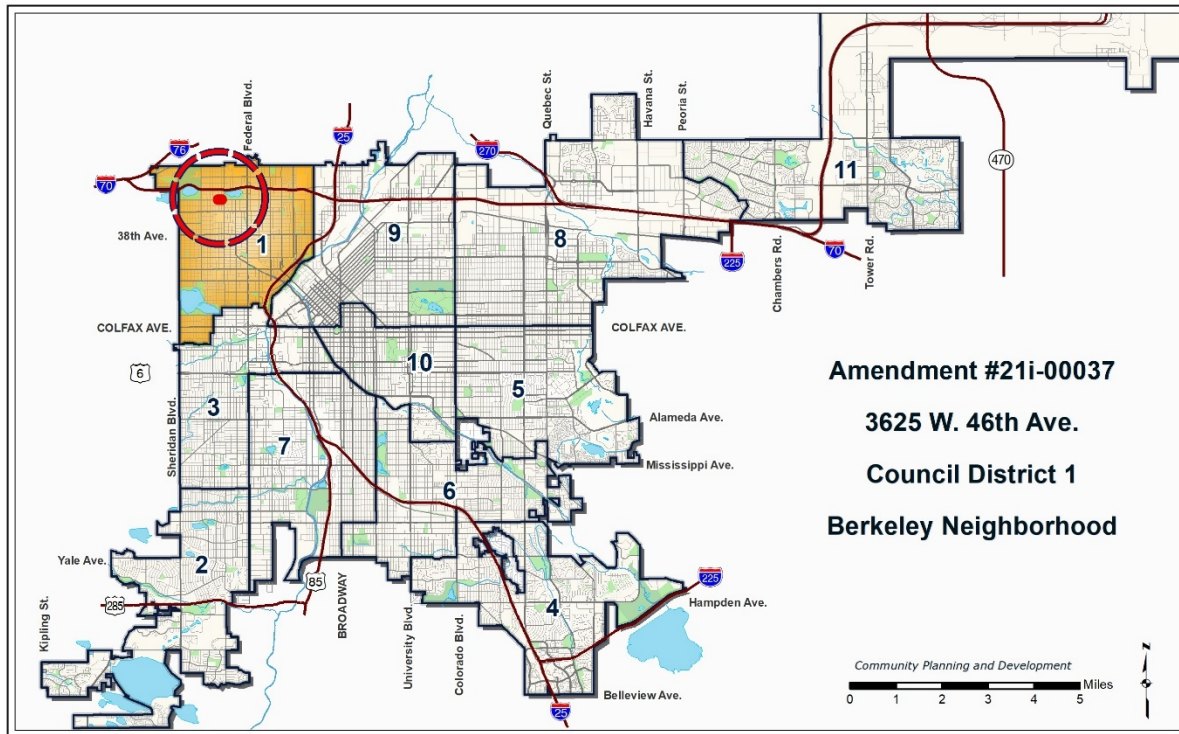 Federal Blvd.
Quebec St.
Havana St.
Peoria St.
76
25
270
70
470
11
38th Ave.
1
9
8
225
70
Chambers Rd.
Tower Rd.
COLFAX AVE.
COLFAX AVE.
6
10
5
Amendment #21i-00037
3625 W. 46th Ave.
Council District 1
Berkeley Neighborhood
Sheridan Blvd.
3
7
Alameda Ave.
Mississippi Ave.
6
Yale Ave.
2
85
225
285
BROADWAY
University Blvd.
Colorado Blvd.
4
Hampden Ave.
Kipling St.
Belleview Ave.
25
Community Planning and Development
0 1 2 3 4 5 Miles
N